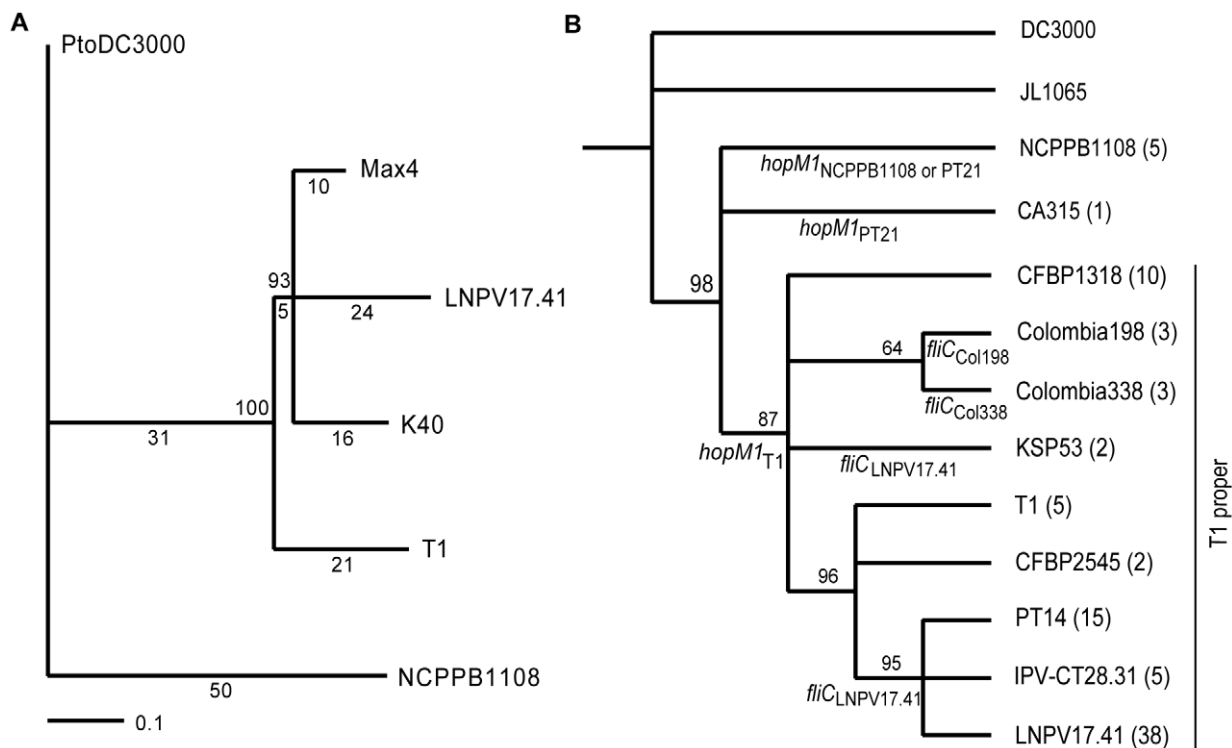 A
PtoDC3000
Max4
10
93
5
LNPV17.41
24
100
31
K40
16
T1
21
NCPPB1108
50
0.1
B
DC3000
JL1065
NCPPB1108 (5)
hopM1NCPPB1108 or PT21
CA315 (1)
hopM1PT21
98
CFBP1318 (10)
Colombia198 (3)
64
fliCCol198
Colombia338 (3)
fliCCol338
87
hopM1T1
KSP53 (2)
fliCLNPV17.41
T1 (5)
CFBP2545 (2)
96
PT14 (15)
95
IPV-CT28.31 (5)
fliCLNPV17.41
LNPV17.41 (38)
T1 proper